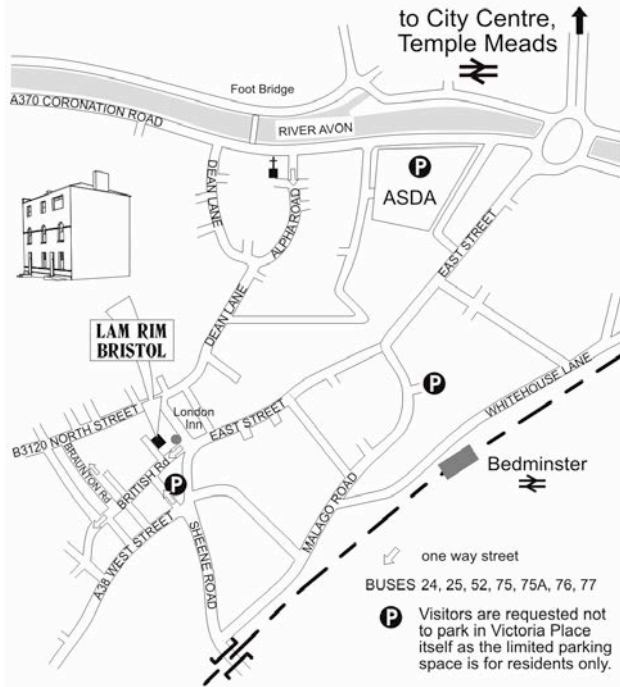 to City Centre,
Temple Meads
Foot Bridge
A370 CORONATION ROAD
RIVER AVON
P
ASDA
DEAN LANE
ALPHA ROAD
EAST STREET
DEAN LANE
LAM RIM
BRISTOL
P
WHITEHOUSE LANE
London
Inn
EAST STREET
B3120 NORTH STREET
BRAUNTON Rd
BRITISH Rd
P
Bedminster
MALAGO ROAD
SHEENE ROAD
A38 WEST STREET
one way street
BUSES 24, 25, 52, 75, 75A, 76, 77
P
Visitors are requested not
to park in Victoria Place
itself as the limited parking
space is for residents only.